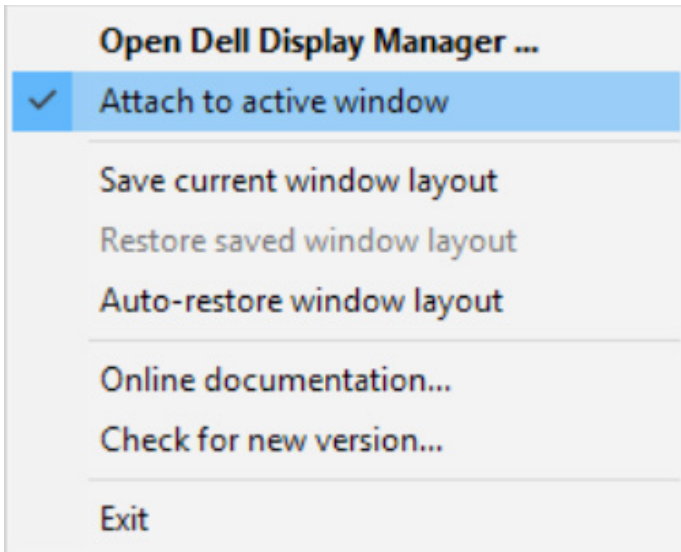 Open Dell Display Manager ...
Attach to active window
Save current window layout
Restore saved window layout
Auto-restore window layout
Online documentation...
Check for new version...
Exit